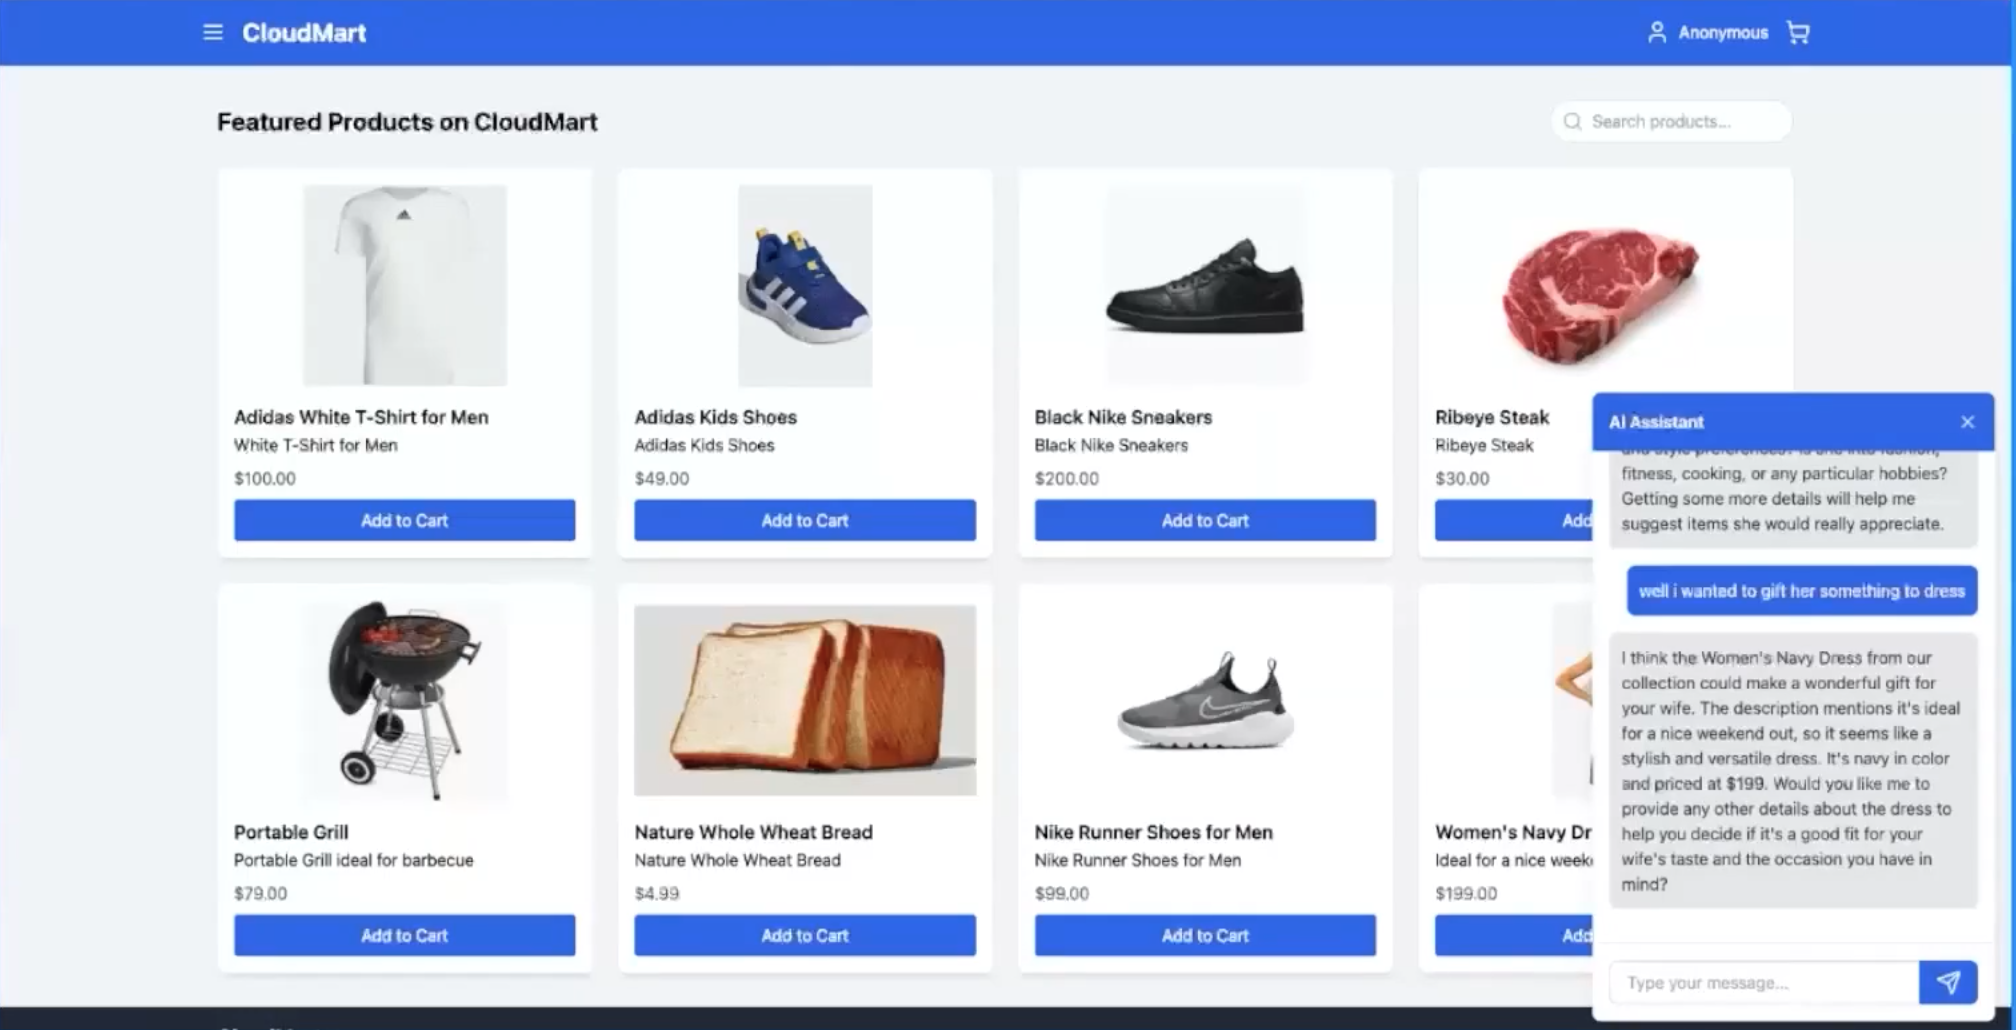 CloudMart
Anonymous
Featured Products on CloudMart
Search products...
Adidas White T-Shirt for Men
White T-Shirt for Men
$100.00
Add to Cart
Adidas Kids Shoes
Adidas Kids Shoes
$49.00
Add to Cart
Black Nike Sneakers
Black Nike Sneakers
$200.00
Add to Cart
Ribeye Steak
Ribeye Steak
$30.00
Add
Portable Grill
Portable Grill ideal for barbecue
$79.00
Add to Cart
Nature Whole Wheat Bread
Nature Whole Wheat Bread
$4.99
Add to Cart
Nike Runner Shoes for Men
Nike Runner Shoes for Men
$99.00
Add to Cart
Women's Navy Dr
Ideal for a nice week
$199.00
Add
AI Assistant
and style preferences? Is she into fashion,
fitness, cooking, or any particular hobbies?
Getting some more details will help me
suggest items she would really appreciate.
well i wanted to gift her something to dress
I think the Women's Navy Dress from our
collection could make a wonderful gift for
your wife. The description mentions it's ideal
for a nice weekend out, so it seems like a
stylish and versatile dress. It's navy in color
and priced at $199. Would you like me to
provide any other details about the dress to
help you decide if it's a good fit for your
wife's taste and the occasion you have in
mind?
Type your message...